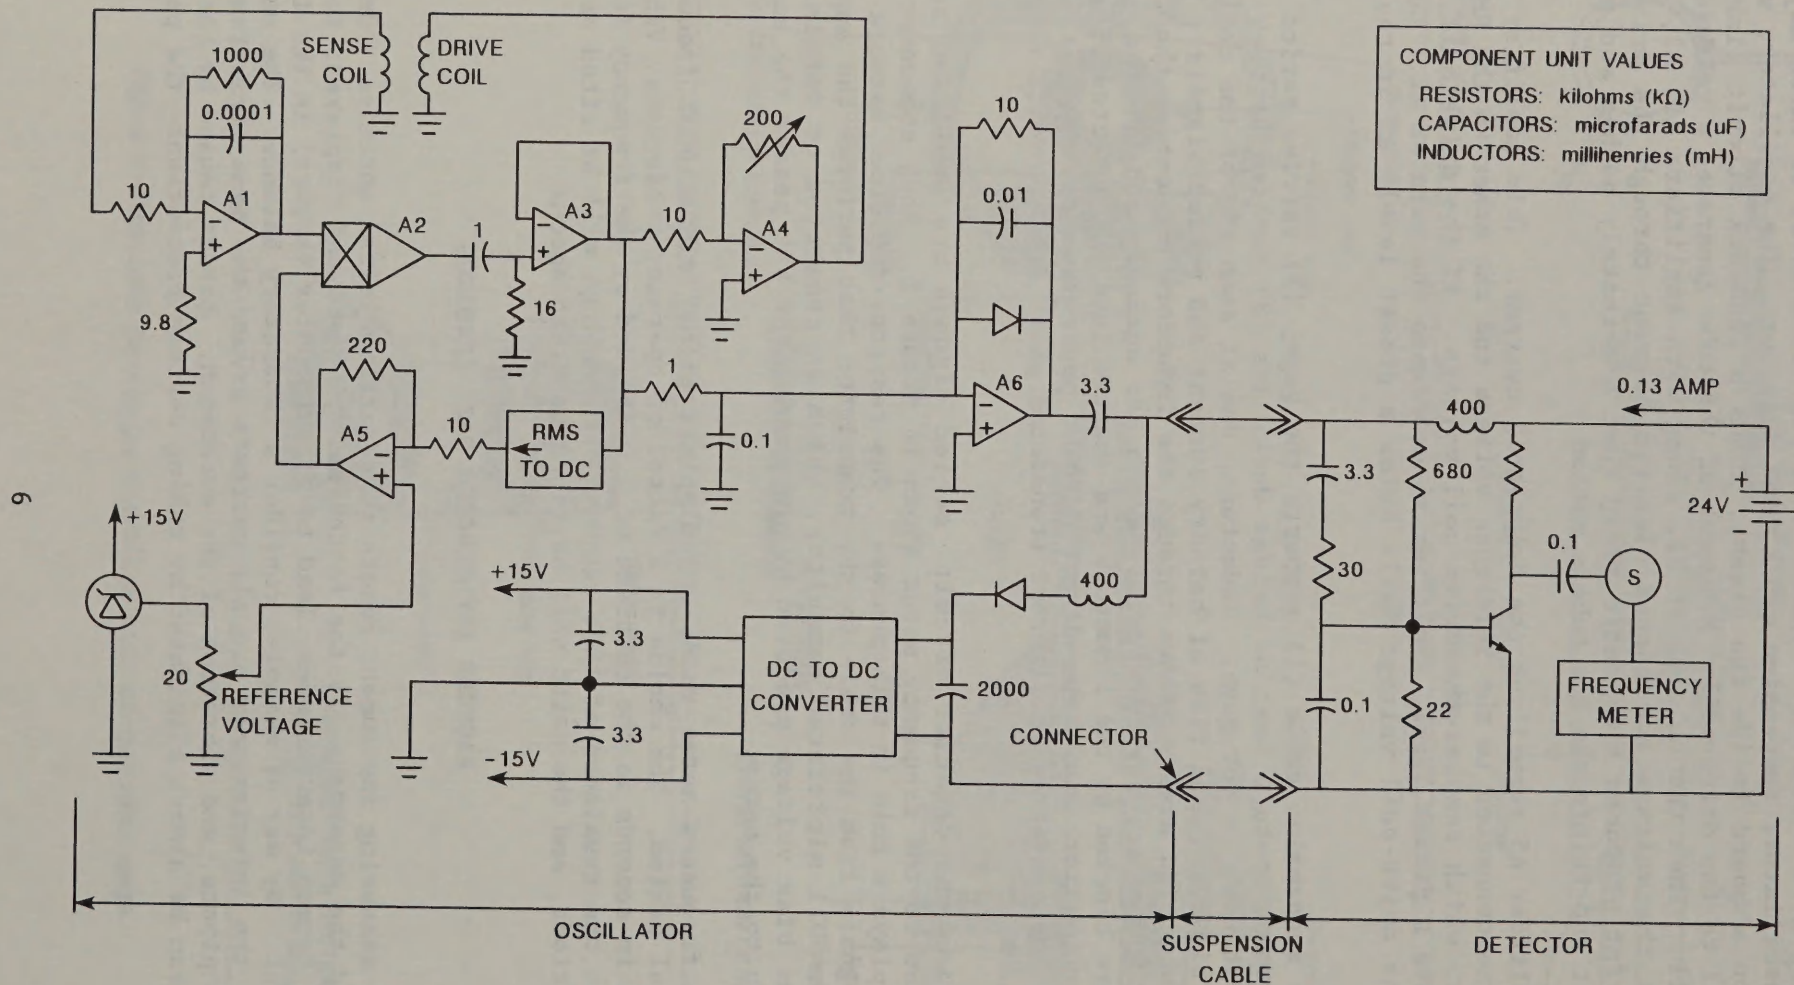 SENSE
COIL
DRIVE
COIL
1000
0.0001
10
A1
−
+
9.8
A2
1
A3
−
+
16
10
200
A4
−
+
10
0.01
COMPONENT UNIT VALUES
RESISTORS: kilohms (kΩ)
CAPACITORS: microfarads (uF)
INDUCTORS: millihenries (mH)
220
A5
−
+
10
RMS
TO DC
1
0.1
A6
−
+
3.3
0.13 AMP
400
3.3
680
30
0.1
22
0.1
S
24V
+
−
FREQUENCY
METER
+15V
20
REFERENCE
VOLTAGE
+15V
3.3
3.3
-15V
DC TO DC
CONVERTER
400
2000
CONNECTOR
OSCILLATOR
SUSPENSION
CABLE
DETECTOR
6